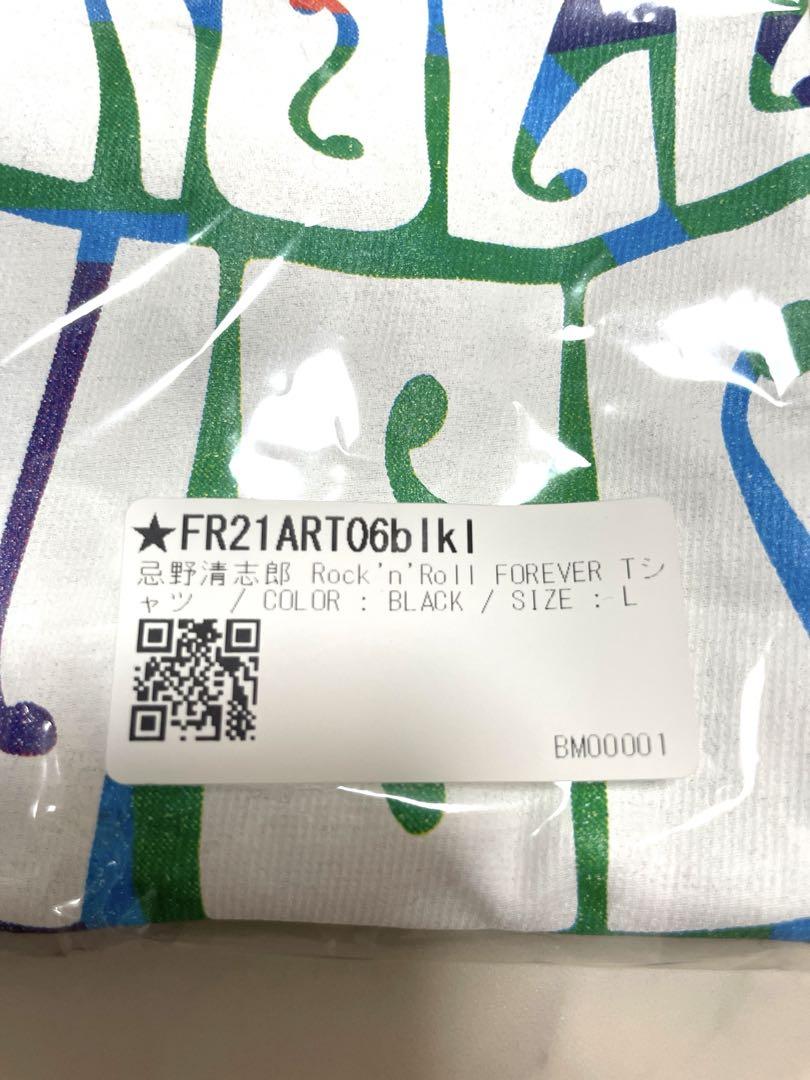 ★FR21ART06blkl
忌野清志郎 Rock'n'Roll FOREVER Tシ
ャツ / COLOR : BLACK / SIZE : L
BM00001